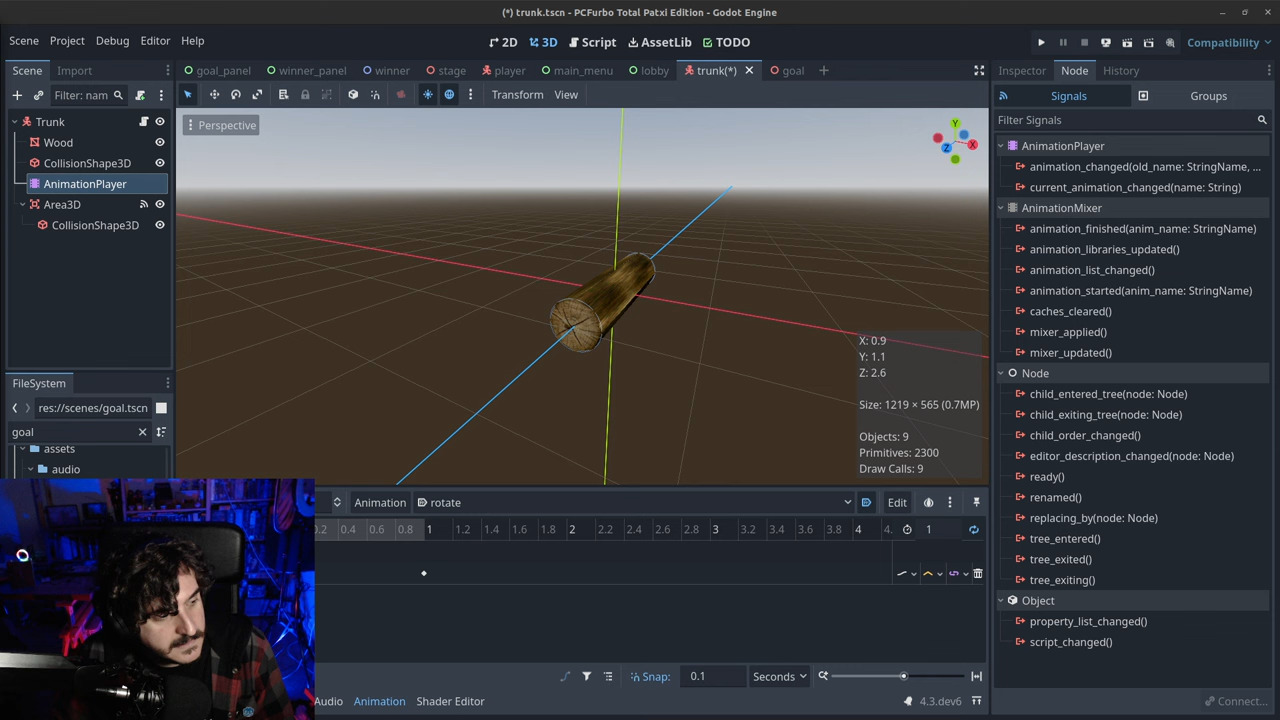 (*) trunk.tscn - PCFurbo Total Patxi Edition - Godot Engine
Scene Project Debug Editor Help
2D 3D Script AssetLib TODO
Compatibility
Scene Import
goal_panel winner_panel winner stage player main_menu lobby trunk(*) goal
Inspector Node History
Filter: nam
Transform View
Signals Groups
Filter Signals
Perspective
Y
X
Z
Trunk
Wood
CollisionShape3D
AnimationPlayer
Area3D
CollisionShape3D
X: 0.9
Y: 1.1
Z: 2.6
Size: 1219 × 565 (0.7MP)
Objects: 9
Primitives: 2300
Draw Calls: 9
AnimationPlayer
animation_changed(old_name: StringName, ...
current_animation_changed(name: String)
AnimationMixer
animation_finished(anim_name: StringName)
animation_libraries_updated()
animation_list_changed()
animation_started(anim_name: StringName)
caches_cleared()
mixer_applied()
mixer_updated()
Node
child_entered_tree(node: Node)
child_exiting_tree(node: Node)
child_order_changed()
editor_description_changed(node: Node)
ready()
renamed()
replacing_by(node: Node)
tree_entered()
tree_exited()
tree_exiting()
Object
property_list_changed()
script_changed()
FileSystem
res://scenes/goal.tscn
goal
assets
audio
Animation rotate Edit
0.2 0.4 0.6 0.8 1 1.2 1.4 1.6 1.8 2 2.2 2.4 2.6 2.8 3 3.2 3.4 3.6 3.8 4 4. 1
Snap: 0.1 Seconds
Audio Animation Shader Editor
4.3.dev6
Connect...